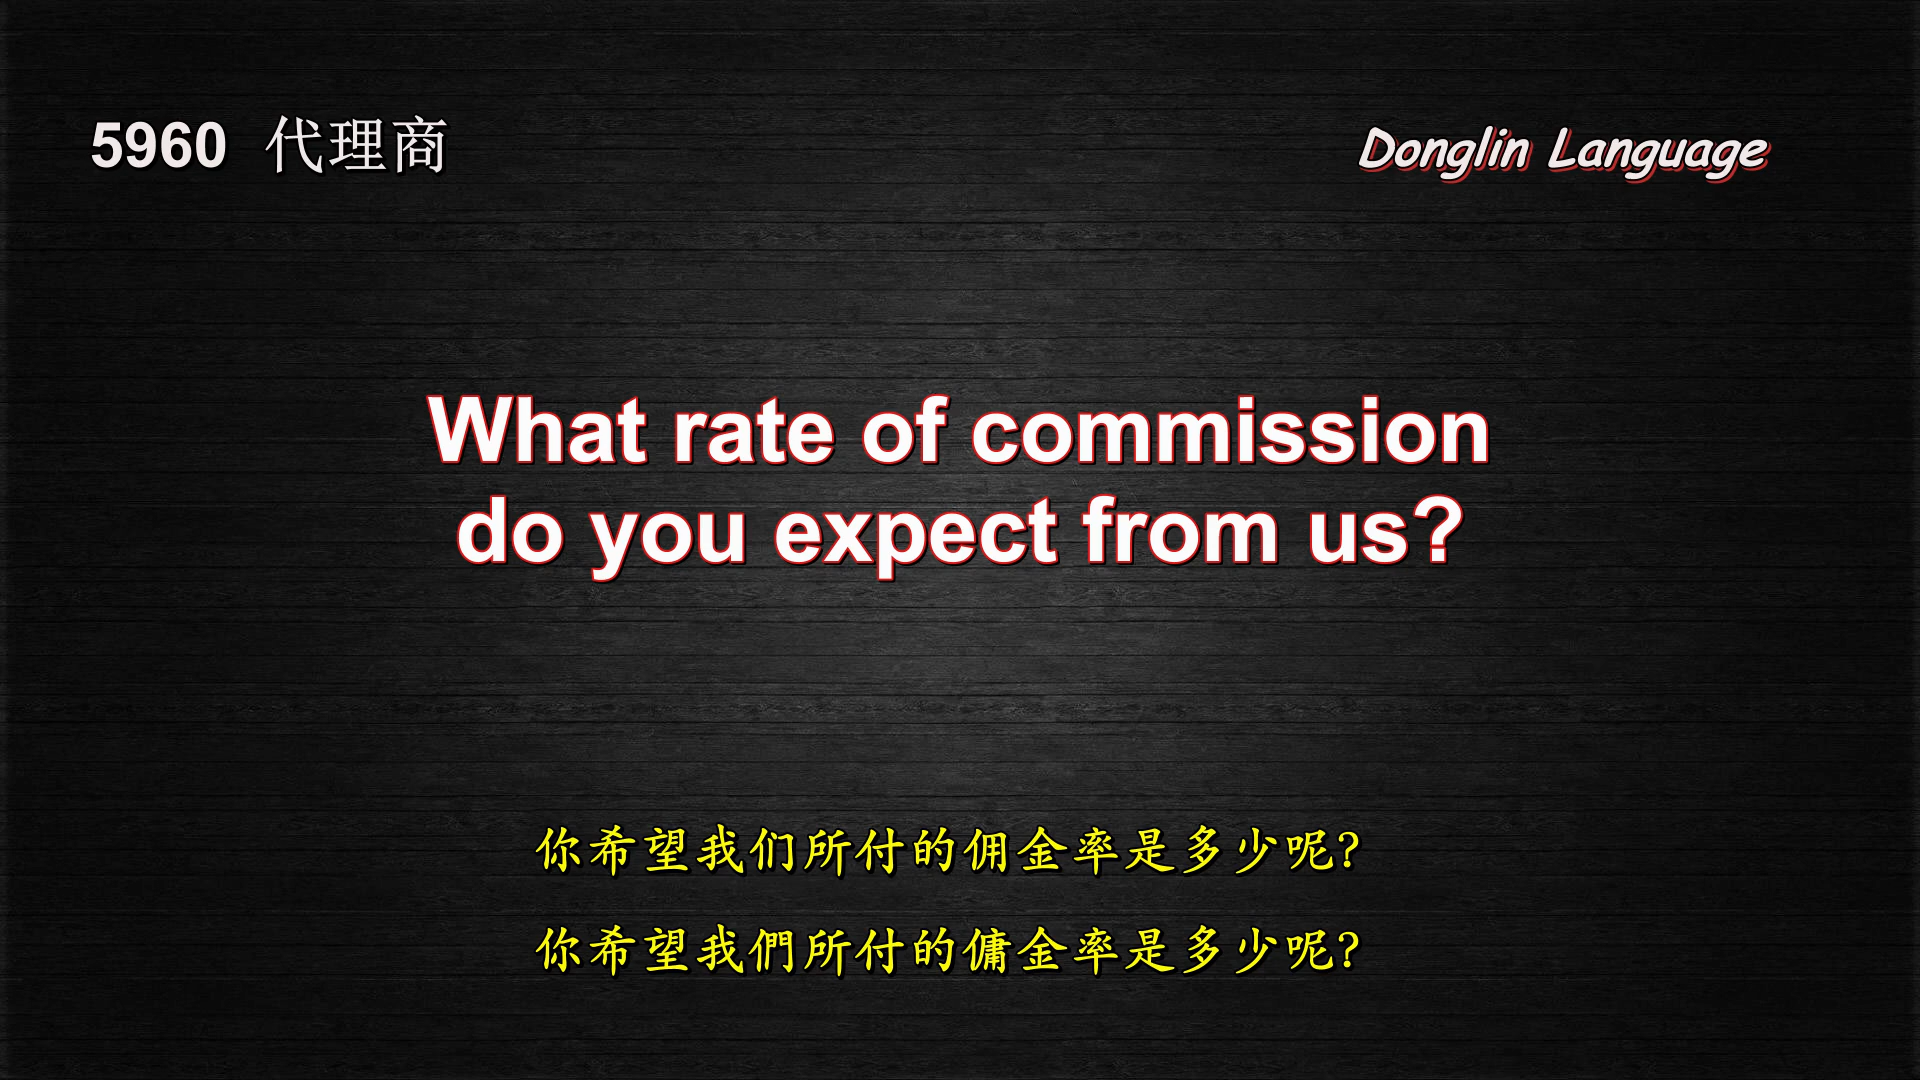 5960 代理商
Donglin Language
What rate of commission
do you expect from us?
你希望我们所付的佣金率是多少呢?
你希望我們所付的傭金率是多少呢?